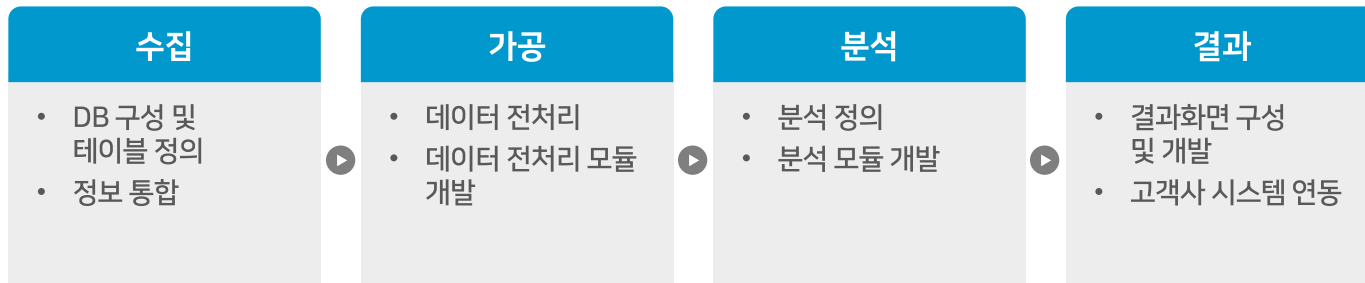 수집
• DB 구성 및
테이블 정의
• 정보 통합
가공
• 데이터 전처리
• 데이터 전처리 모듈
개발
분석
• 분석 정의
• 분석 모듈 개발
결과
• 결과화면 구성
및 개발
• 고객사 시스템 연동